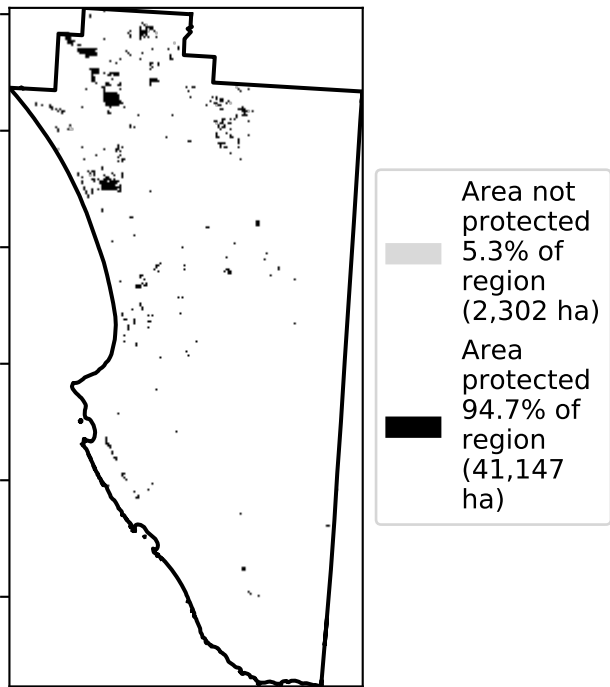 Area not
protected
5.3% of
region
(2,302 ha)
Area
protected
94.7% of
region
(41,147
ha)